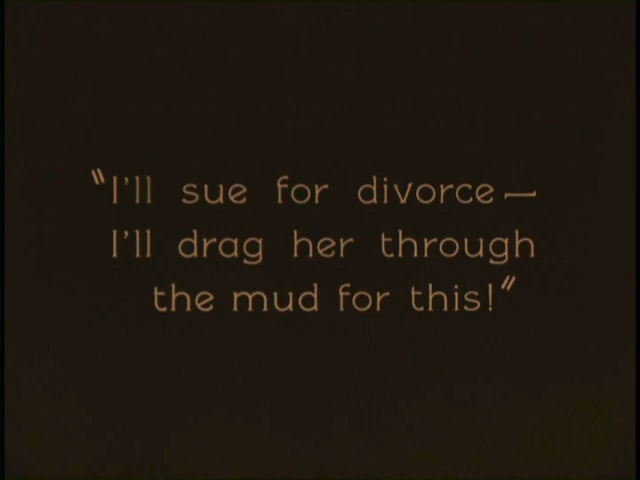 "I'll sue for divorce—
I'll drag her through
the mud for this!"